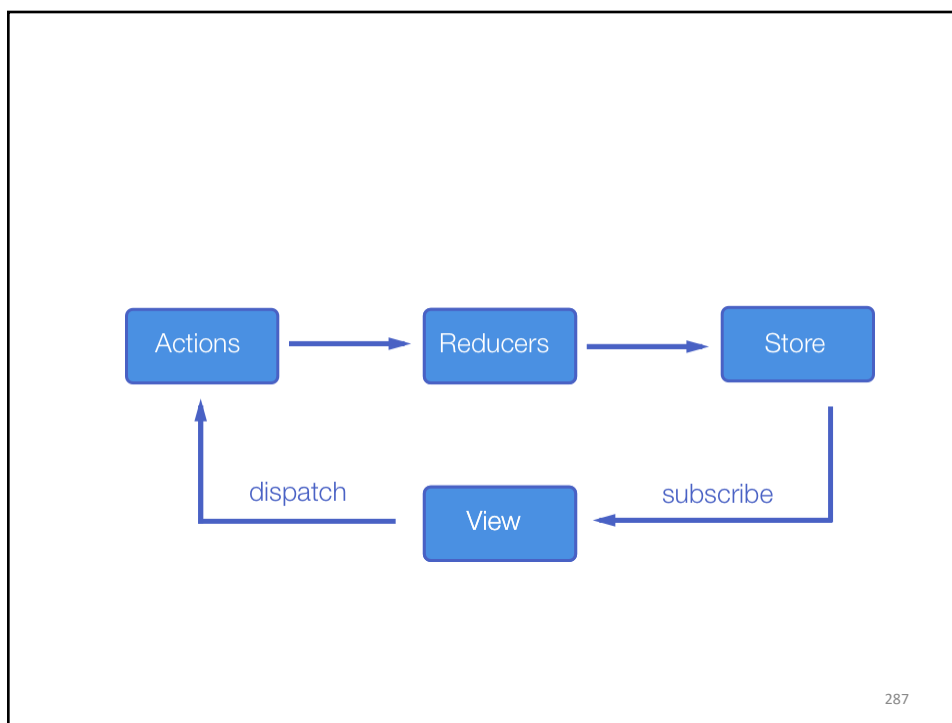 Actions
Reducers
Store
dispatch
View
subscribe
287